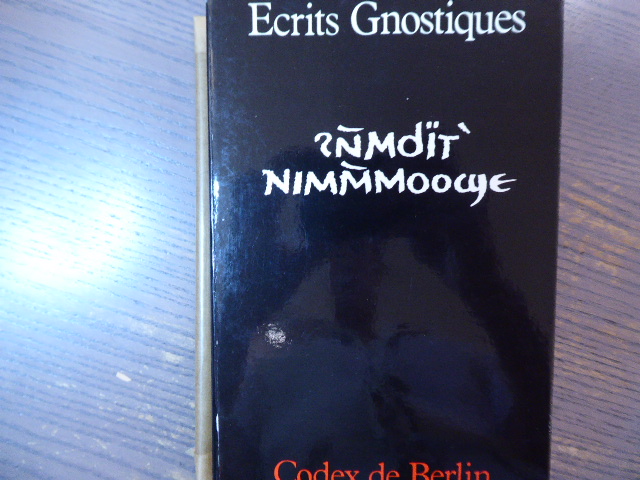 Ecrits Gnostiques
ϩⲛ̄ⲙⲁⲓ̈ⲧ`
ⲛⲓⲙⲙ̄ⲙⲟⲟϣⲉ
Codex de Berlin